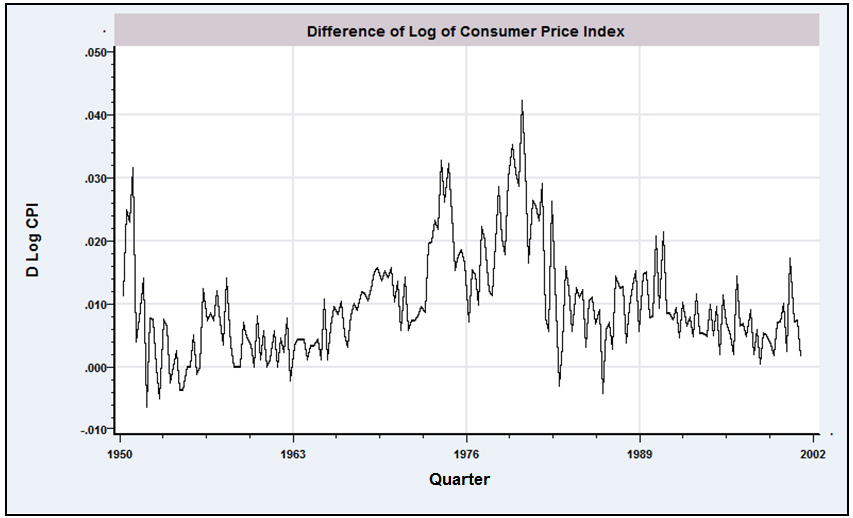 Difference of Log of Consumer Price Index
.050
.040
.030
.020
.010
.000
-.010
D Log CPI
1950 1963 1976 1989 2002
Quarter